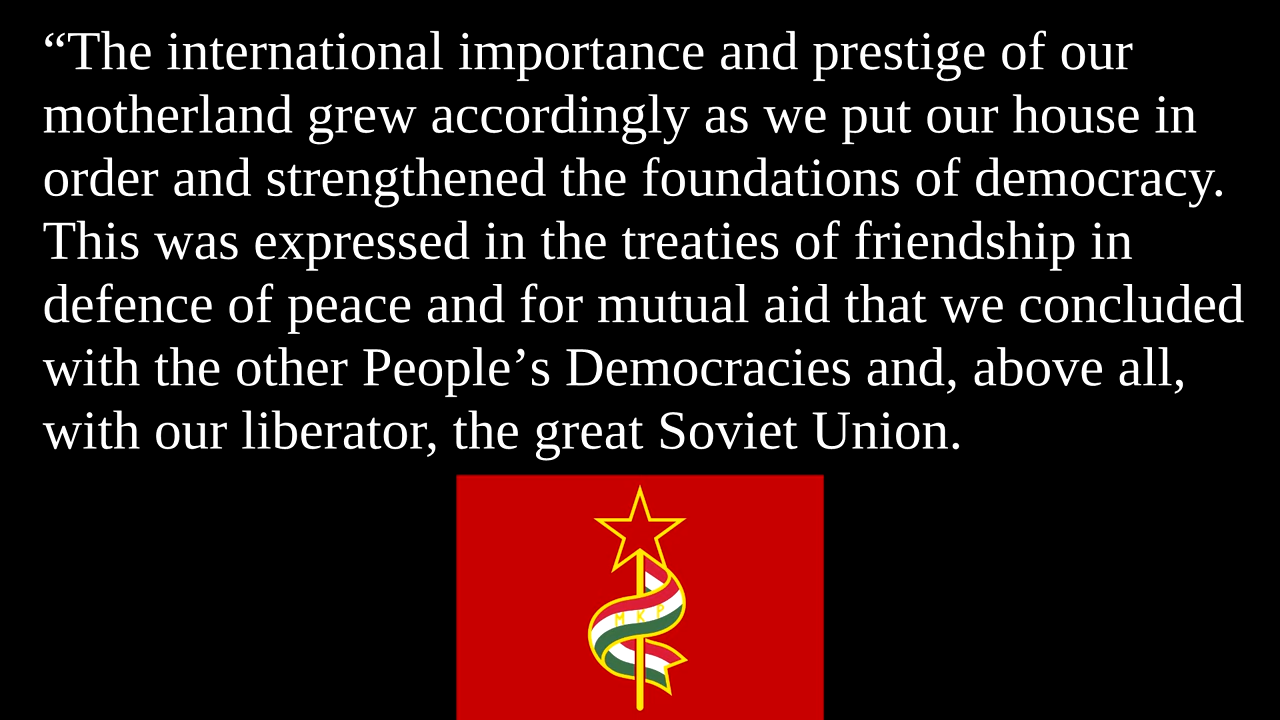 “The international importance and prestige of our
motherland grew accordingly as we put our house in
order and strengthened the foundations of democracy.
This was expressed in the treaties of friendship in
defence of peace and for mutual aid that we concluded
with the other People’s Democracies and, above all,
with our liberator, the great Soviet Union.
M K P